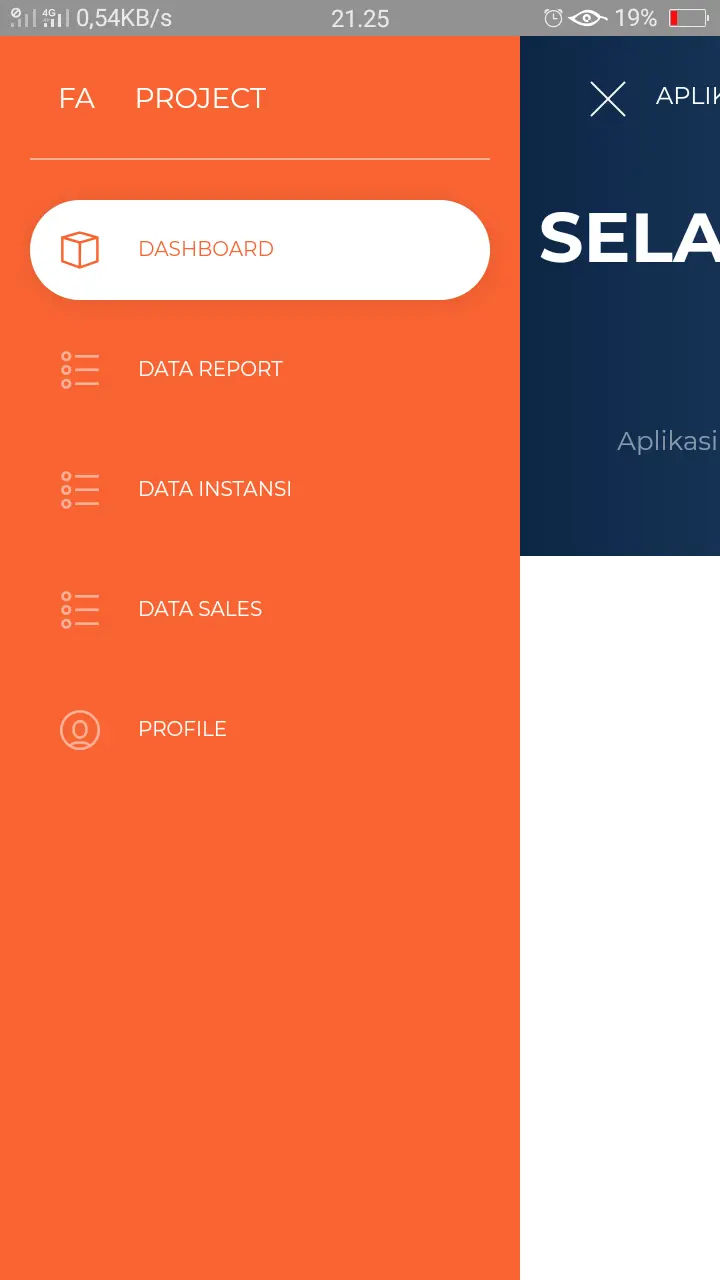 4G 0,54KB/s 21.25 19%
FA PROJECT
DASHBOARD
DATA REPORT
DATA INSTANSI
DATA SALES
PROFILE
APLIK
SELA
Aplikasi